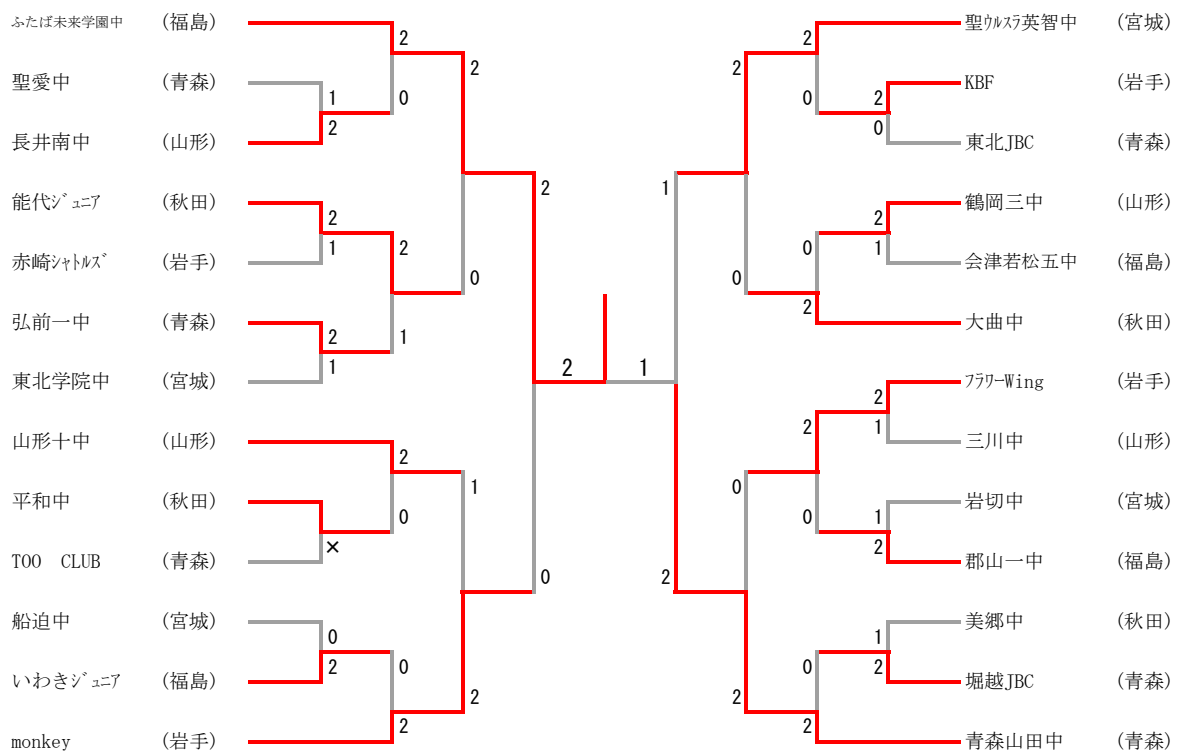 ふたば未来学園中 (福島)
聖愛中 (青森)
長井南中 (山形)
能代ｼﾞｭﾆｱ (秋田)
赤崎ｼｬﾄﾙｽﾞ (岩手)
弘前一中 (青森)
東北学院中 (宮城)
山形十中 (山形)
平和中 (秋田)
TOO CLUB (青森)
船迫中 (宮城)
いわきｼﾞｭﾆｱ (福島)
monkey (岩手)
2
1
2
0
2
2
1
2
2
1
1
0
2
2
0
×
1
0
2
0
2
2
0
2
1
2
2
0
2
0
1
2
1
0
0
2
2
1
2
0
1
2
0
2
1
2
0
2
2
聖ｳﾙｽﾗ英智中 (宮城)
KBF (岩手)
東北JBC (青森)
鶴岡三中 (山形)
会津若松五中 (福島)
大曲中 (秋田)
ﾌﾗﾜｰWing (岩手)
三川中 (山形)
岩切中 (宮城)
郡山一中 (福島)
美郷中 (秋田)
堀越JBC (青森)
青森山田中 (青森)